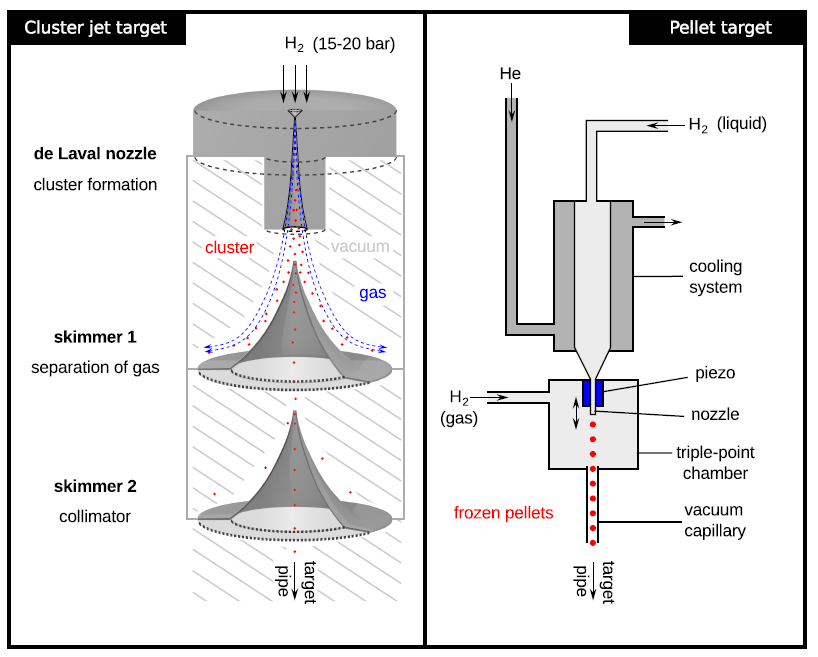 Cluster jet target
H2 (15-20 bar)
de Laval nozzle
cluster formation
cluster
vacuum
gas
skimmer 1
separation of gas
skimmer 2
collimator
target
pipe
Pellet target
He
H2 (liquid)
cooling
system
piezo
H2
(gas)
nozzle
triple-point
chamber
frozen pellets
vacuum
capillary
target
pipe